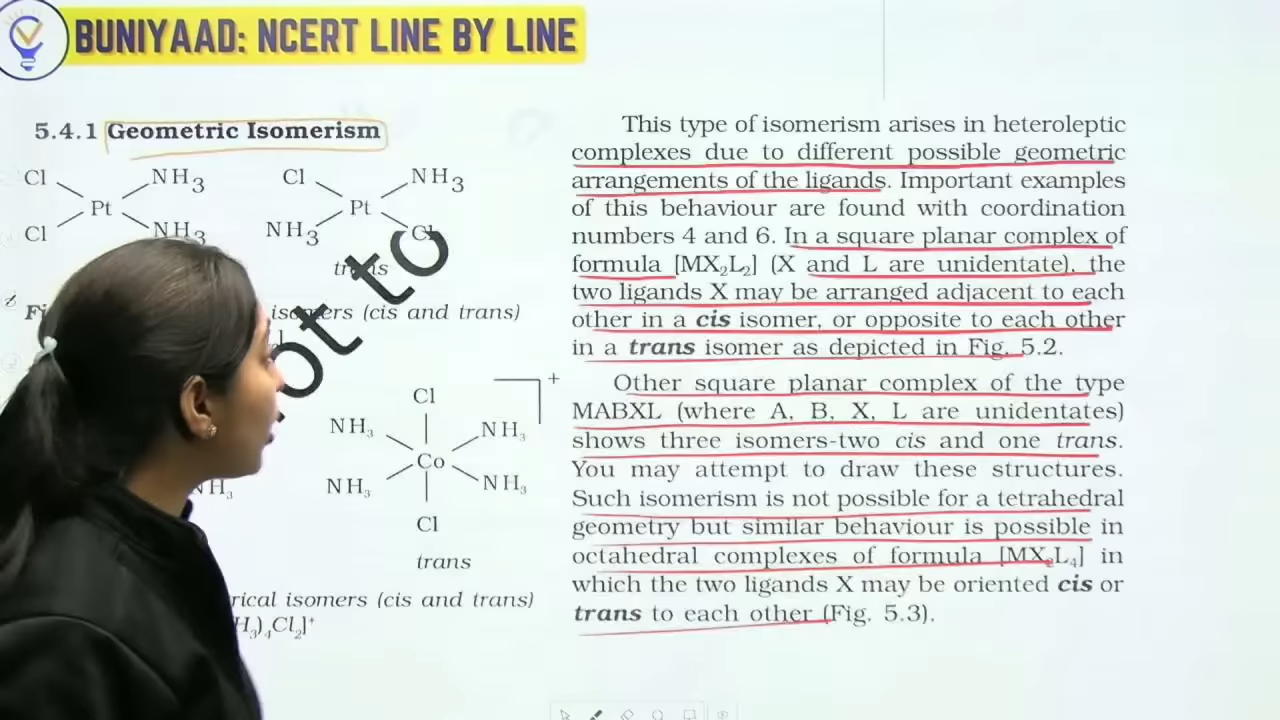 BUNIYAAD: NCERT LINE BY LINE
5.4.1 Geometric Isomerism
Cl NH3 Cl NH3
Pt Pt
Cl NH3 NH3 Cl
trans
isomers (cis and trans)
ot to
+
Cl
NH3 NH3
Co
NH3 NH3 NH3
Cl
trans
rical isomers (cis and trans)
H3)4Cl2]+
This type of isomerism arises in heteroleptic
complexes due to different possible geometric
arrangements of the ligands. Important examples
of this behaviour are found with coordination
numbers 4 and 6. In a square planar complex of
formula [MX2L2] (X and L are unidentate), the
two ligands X may be arranged adjacent to each
other in a cis isomer, or opposite to each other
in a trans isomer as depicted in Fig. 5.2.
Other square planar complex of the type
MABXL (where A, B, X, L are unidentates)
shows three isomers-two cis and one trans.
You may attempt to draw these structures.
Such isomerism is not possible for a tetrahedral
geometry but similar behaviour is possible in
octahedral complexes of formula [MX2L4] in
which the two ligands X may be oriented cis or
trans to each other (Fig. 5.3).